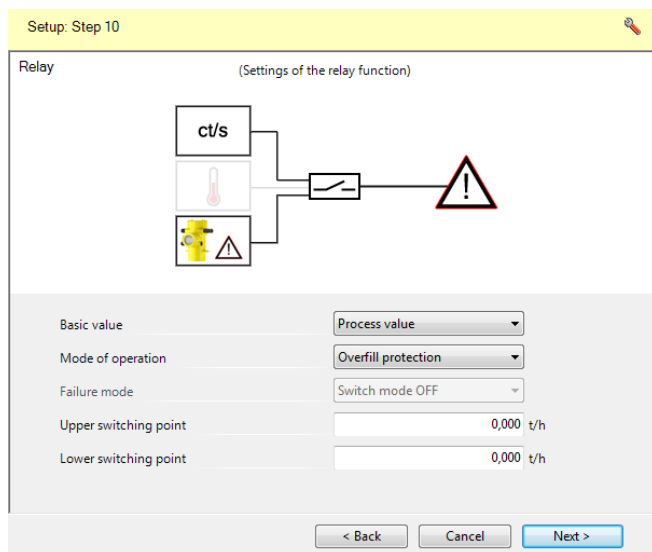 Setup: Step 10
Relay
(Settings of the relay function)
ct/s
Basic value
Process value
Mode of operation
Overfill protection
Failure mode
Switch mode OFF
Upper switching point
0,000 t/h
Lower switching point
0,000 t/h
< Back
Cancel
Next >